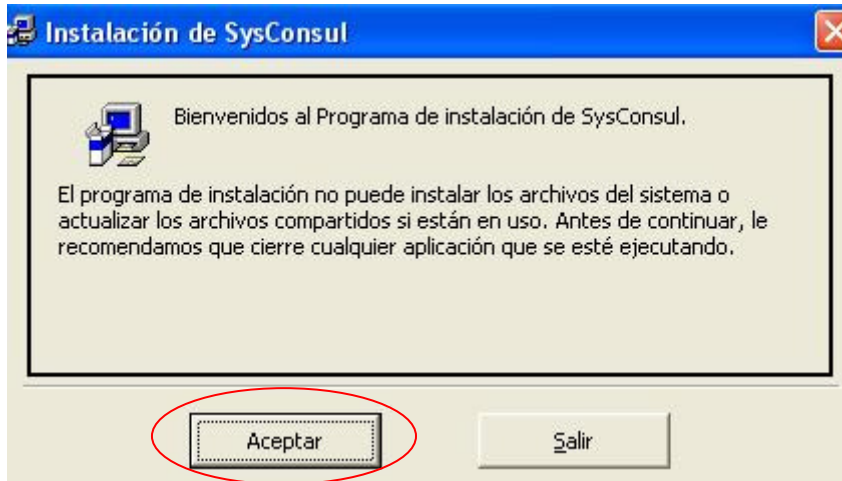 Instalación de SysConsul
Bienvenidos al Programa de instalación de SysConsul.
El programa de instalación no puede instalar los archivos del sistema o
actualizar los archivos compartidos si están en uso. Antes de continuar, le
recomendamos que cierre cualquier aplicación que se esté ejecutando.
Aceptar
Salir